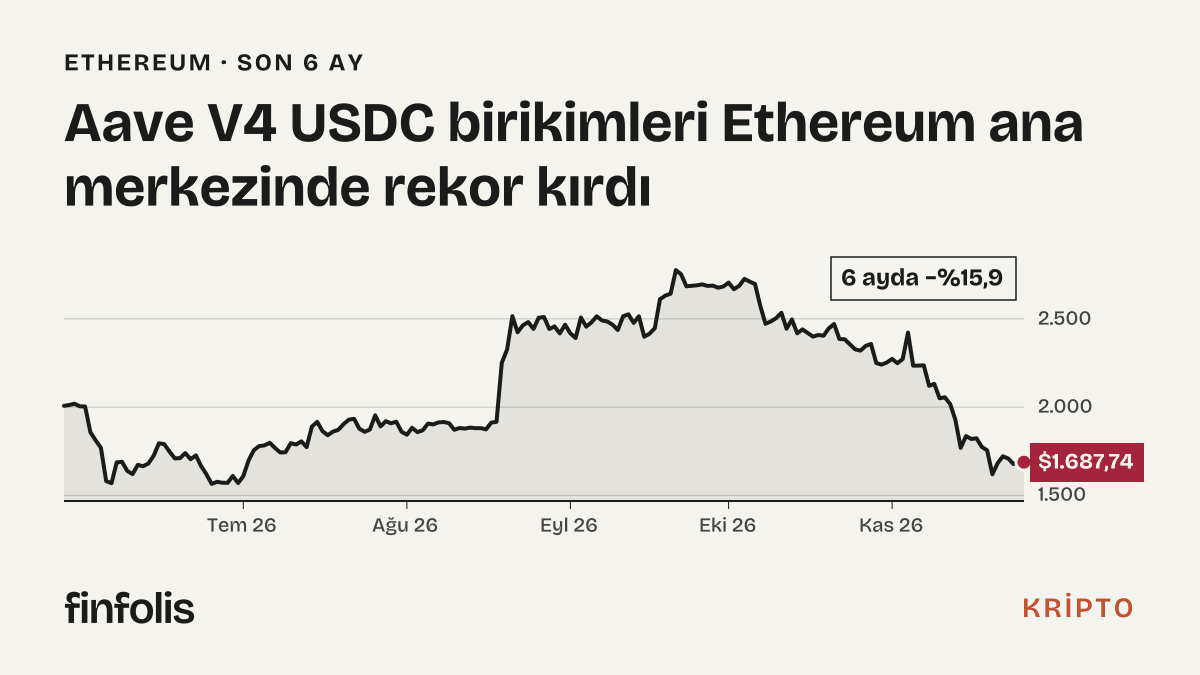 ETHEREUM · SON 6 AY
Aave V4 USDC birikimleri Ethereum ana
merkezinde rekor kırdı
6 ayda −%15,9
2.500
2.000
$1.687,74
1.500
Tem 26 Ağu 26 Eyl 26 Eki 26 Kas 26
finfolis
KRİPTO